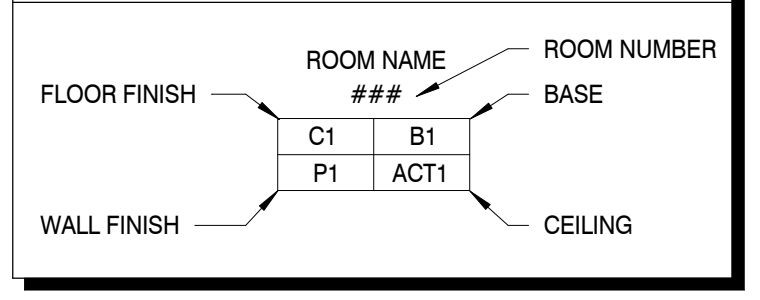 ROOM NAME
ROOM NUMBER
FLOOR FINISH
###
BASE
C1 B1
P1 ACT1
WALL FINISH
CEILING